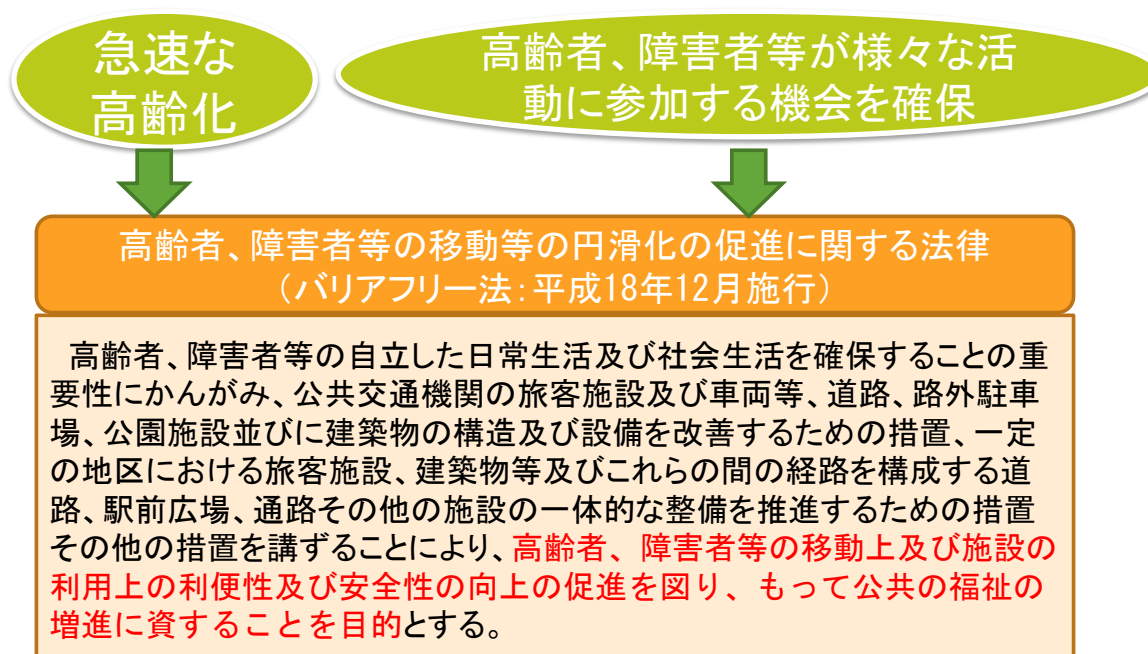 急速な
高齢化
高齢者、障害者等が様々な活
動に参加する機会を確保
高齢者、障害者等の移動等の円滑化の促進に関する法律
（バリアフリー法：平成18年12月施行）
高齢者、障害者等の自立した日常生活及び社会生活を確保することの重
要性にかんがみ、公共交通機関の旅客施設及び車両等、道路、路外駐車
場、公園施設並びに建築物の構造及び設備を改善するための措置、一定
の地区における旅客施設、建築物等及びこれらの間の経路を構成する道
路、駅前広場、通路その他の施設の一体的な整備を推進するための措置
その他の措置を講ずることにより、高齢者、障害者等の移動上及び施設の
利用上の利便性及び安全性の向上の促進を図り、もって公共の福祉の
増進に資することを目的とする。